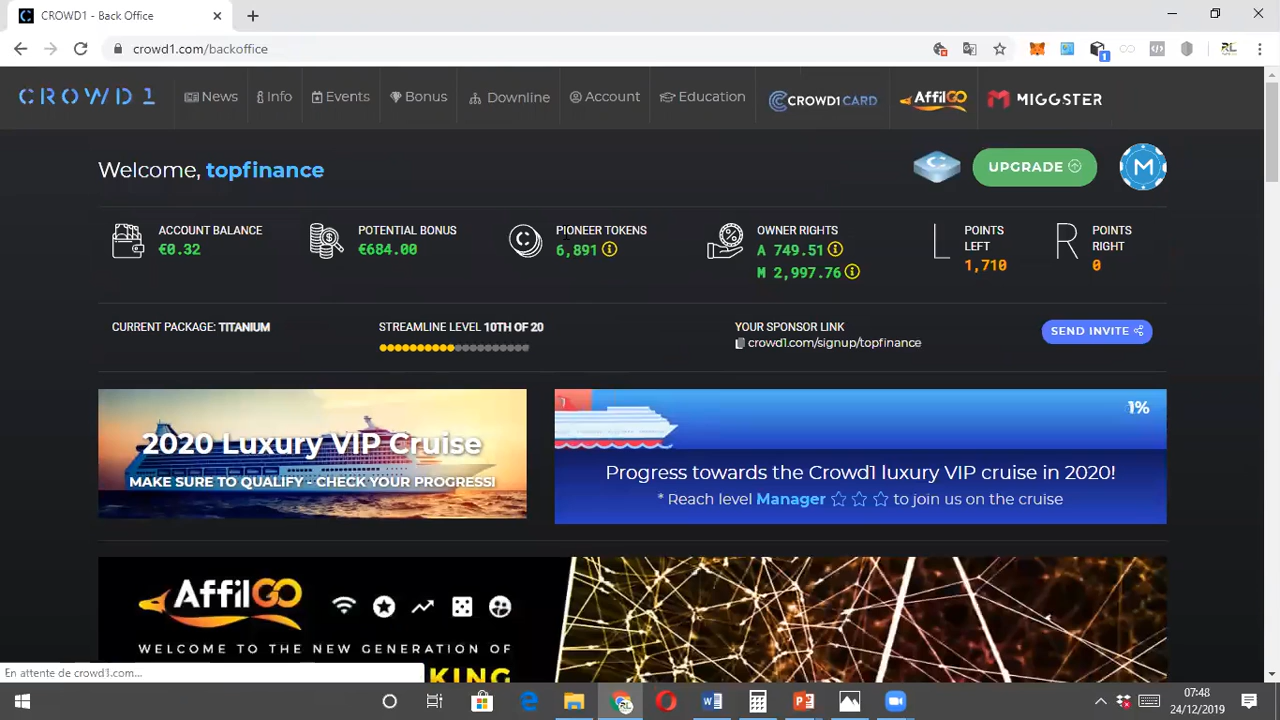 CROWD1 - Back Office
crowd1.com/backoffice
CROWD1
News
Info
Events
Bonus
Downline
Account
Education
CROWD1CARD
AffilGO
MIGGSTER
Welcome, topfinance
UPGRADE
M
ACCOUNT BALANCE
€0.32
POTENTIAL BONUS
€684.00
PIONEER TOKENS
6,891
OWNER RIGHTS
A 749.51
M 2,997.76
L
POINTS
LEFT
1,710
R
POINTS
RIGHT
0
CURRENT PACKAGE: TITANIUM
STREAMLINE LEVEL 10TH OF 20
YOUR SPONSOR LINK
crowd1.com/signup/topfinance
SEND INVITE
2020 Luxury VIP Cruise
MAKE SURE TO QUALIFY - CHECK YOUR PROGRESS!
1%
Progress towards the Crowd1 luxury VIP cruise in 2020!
* Reach level Manager ☆ ☆ ☆ to join us on the cruise
AffilGO
WELCOME TO THE NEW GENERATION OF
KING
En attente de crowd1.com...
07:48
24/12/2019